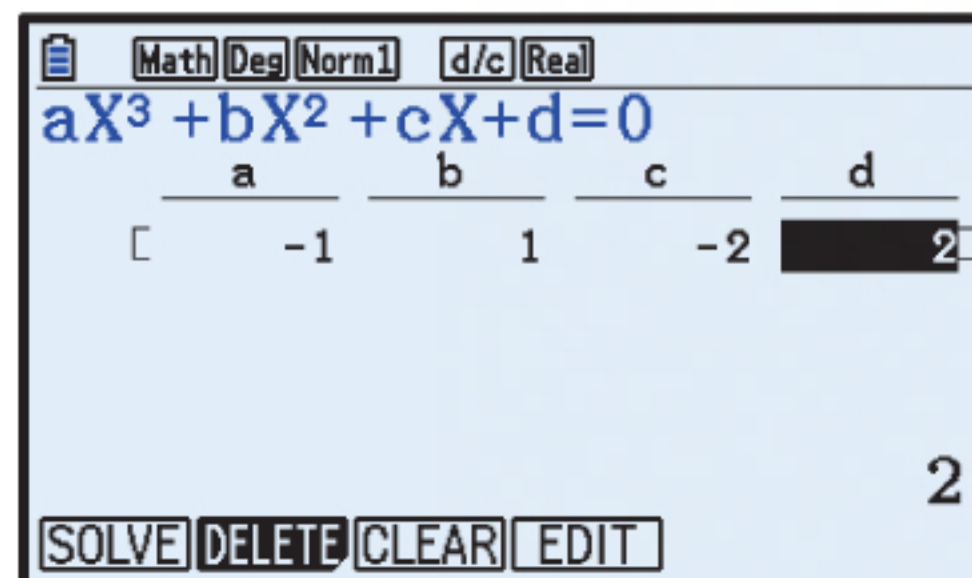 Math Deg Norm1 d/c Real
aX³ +bX² +cX+d=0
a b c d
[ -1 1 -2 2 ]
2
SOLVE DELETE CLEAR EDIT